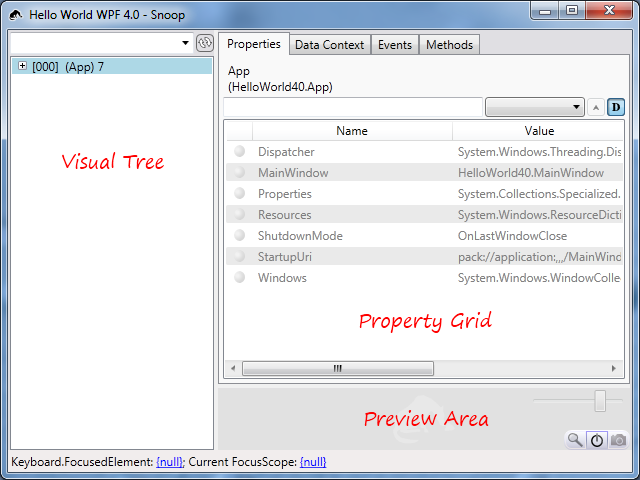 Hello World WPF 4.0 - Snoop
[000] (App) 7
Visual Tree
Properties Data Context Events Methods
App
(HelloWorld40.App)
D
Name Value
Dispatcher System.Windows.Threading.Dis
MainWindow HelloWorld40.MainWindow
Properties System.Collections.Specialized.
Resources System.Windows.ResourceDicti
ShutdownMode OnLastWindowClose
StartupUri pack://application:,,,/MainWind
Windows System.Windows.WindowColle
Property Grid
Preview Area
Keyboard.FocusedElement: {null}; Current FocusScope: {null}